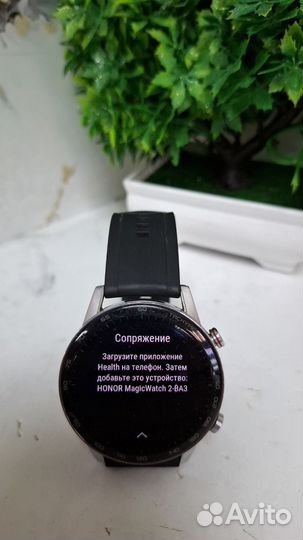 Сопряжение
Загрузите приложение
Health на телефон. Затем
добавьте это устройство:
HONOR MagicWatch 2-BA3
Avito